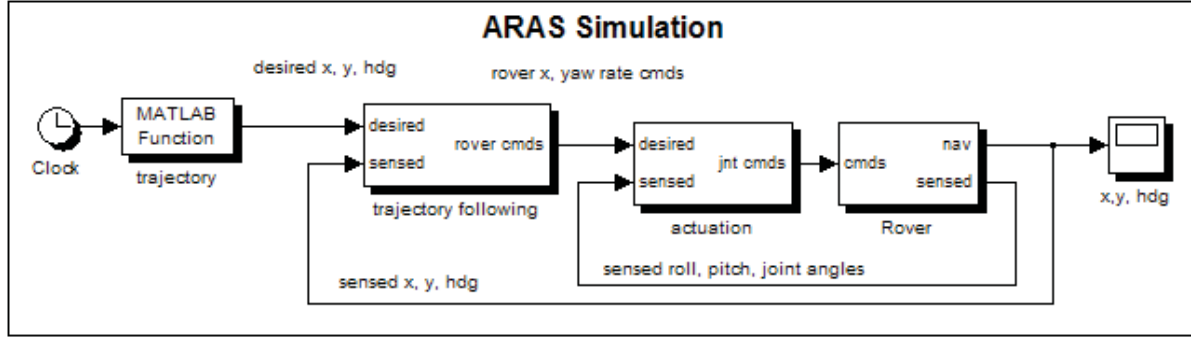 ARAS Simulation
desired x, y, hdg
rover x, yaw rate cmds
MATLAB
Function
Clock
trajectory
desired
sensed
rover cmds
trajectory following
desired
sensed
jnt cmds
actuation
cmds
nav
sensed
Rover
x,y, hdg
sensed roll, pitch, joint angles
sensed x, y, hdg